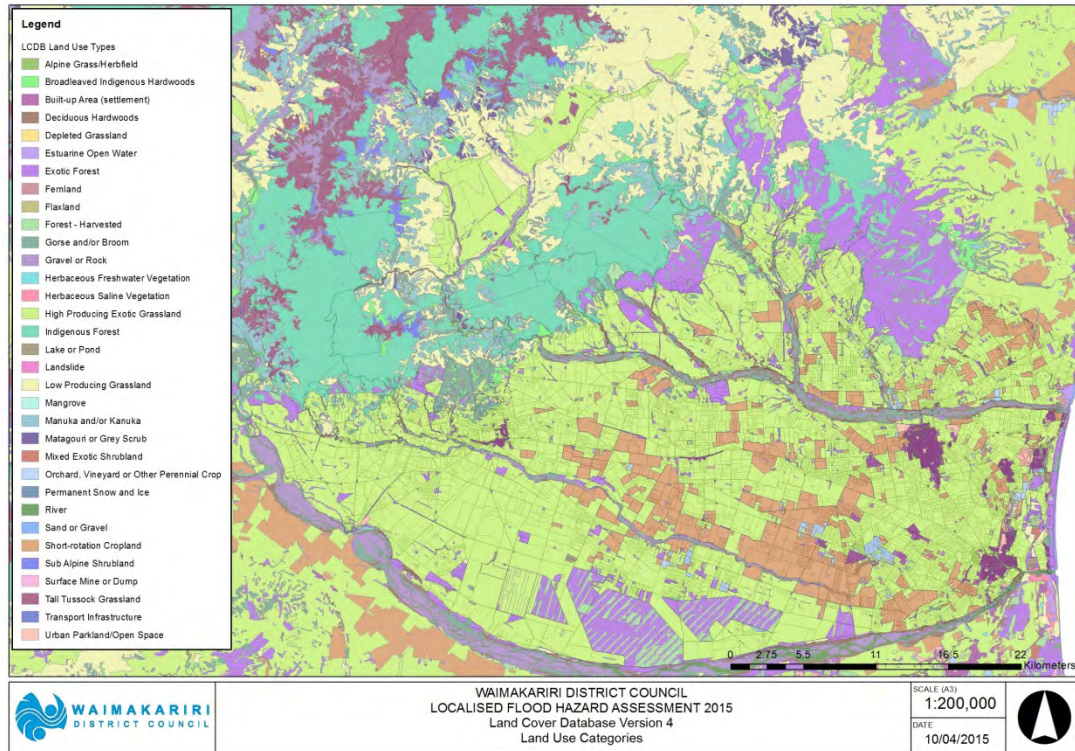 Legend
LCDB Land Use Types
Alpine Grass/Herbfield
Broadleaved Indigenous Hardwoods
Built-up Area (settlement)
Deciduous Hardwoods
Depleted Grassland
Estuarine Open Water
Exotic Forest
Fernland
Flaxland
Forest - Harvested
Gorse and/or Broom
Gravel or Rock
Herbaceous Freshwater Vegetation
Herbaceous Saline Vegetation
High Producing Exotic Grassland
Indigenous Forest
Lake or Pond
Landslide
Low Producing Grassland
Mangrove
Manuka and/or Kanuka
Matagouri or Grey Scrub
Mixed Exotic Shrubland
Orchard, Vineyard or Other Perennial Crop
Permanent Snow and Ice
River
Sand or Gravel
Short-rotation Cropland
Sub Alpine Shrubland
Surface Mine or Dump
Tall Tussock Grassland
Transport Infrastructure
Urban Parkland/Open Space
0 2.75 5.5 11 16.5 22
Kilometers
WAIMAKARIRI
DISTRICT COUNCIL
WAIMAKARIRI DISTRICT COUNCIL
LOCALISED FLOOD HAZARD ASSESSMENT 2015
Land Cover Database Version 4
Land Use Categories
SCALE (A3)
1:200,000
DATE
10/04/2015